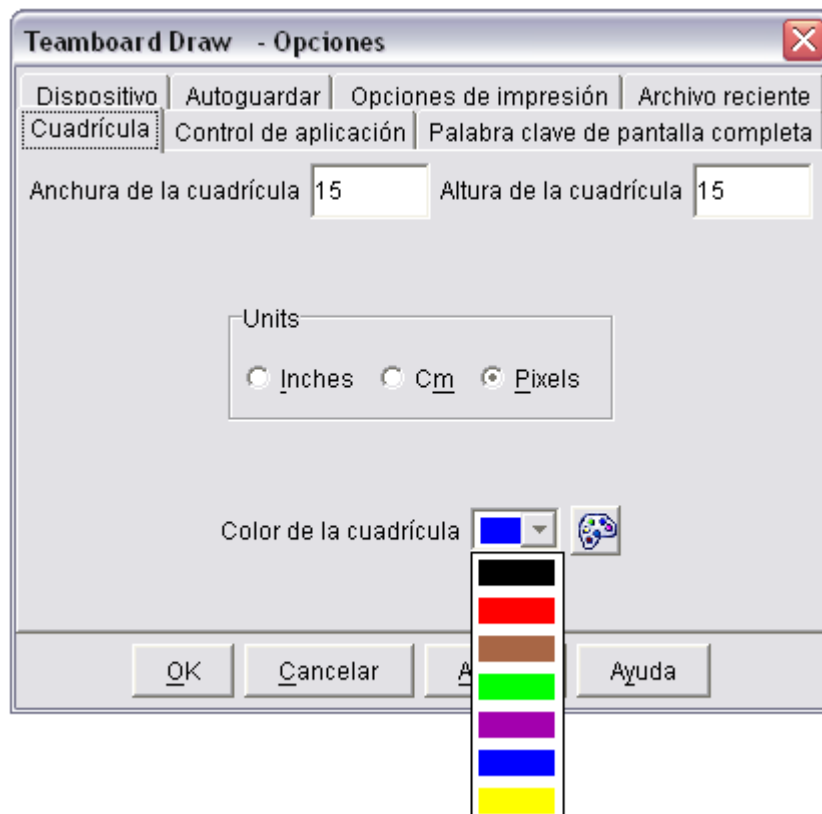 Teamboard Draw - Opciones
Dispositivo Autoguardar Opciones de impresión Archivo reciente
Cuadrícula Control de aplicación Palabra clave de pantalla completa
Anchura de la cuadrícula 15 Altura de la cuadrícula 15
Units
Inches Cm Pixels
Color de la cuadrícula
OK Cancelar Ayuda